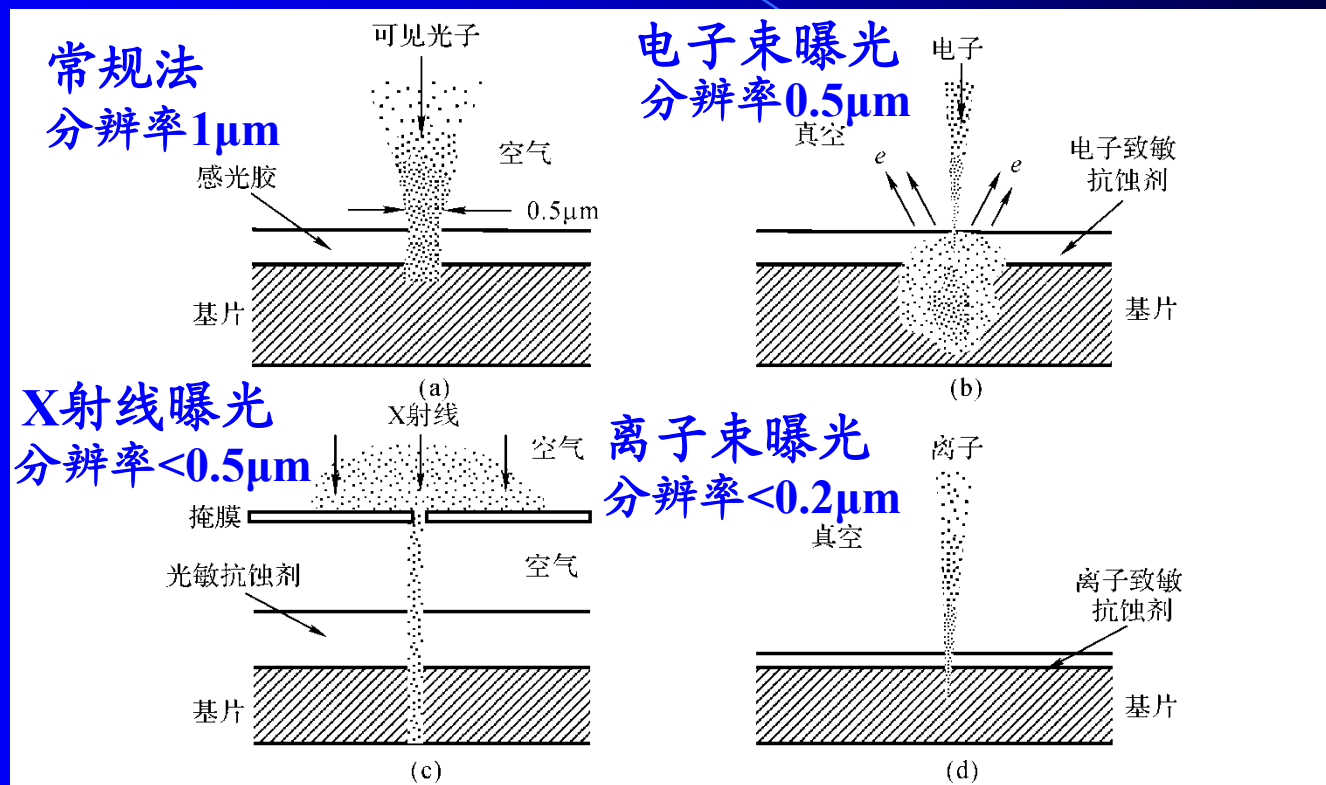 常规法
分辨率1μm
可见光子
空气
感光胶
0.5μm
基片
(a)
电子束曝光
分辨率0.5μm
电子
真空
e
e
电子致敏
抗蚀剂
基片
(b)
X射线曝光
分辨率<0.5μm
X射线
空气
掩膜
空气
光敏抗蚀剂
基片
(c)
离子束曝光
分辨率<0.2μm
离子
真空
离子致敏
抗蚀剂
基片
(d)